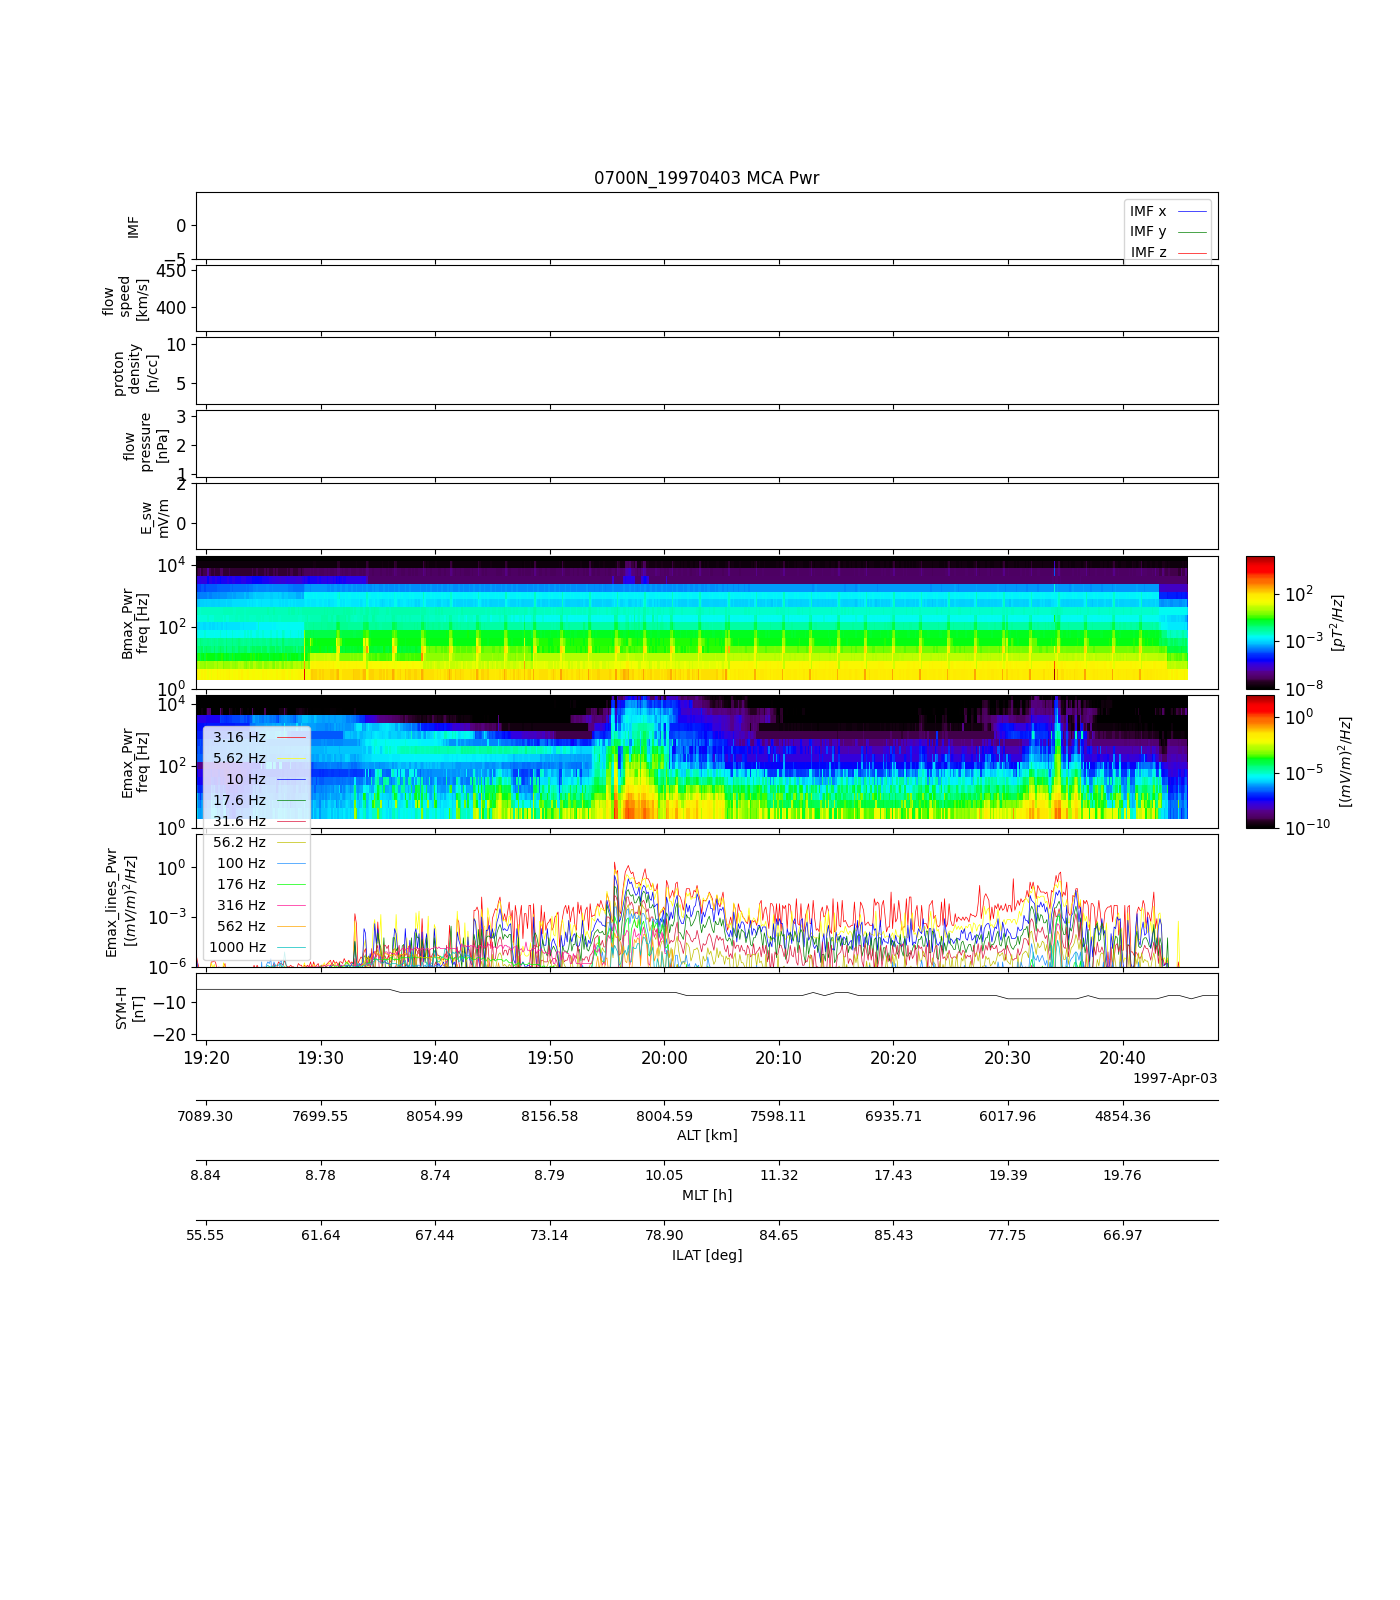 0700N_19970403 MCA Pwr
IMF
0
−5
IMF x
IMF y
IMF z
flow
speed
[km/s]
450
400
proton
density
[n/cc]
10
5
flow
pressure
[nPa]
3
2
1
E_sw
mV/m
2
0
Bmax_Pwr
freq [Hz]
10^4
10^2
10^0
10^2
10^−3
10^−8
[pT^2/Hz]
Emax_Pwr
freq [Hz]
10^4
10^2
10^0
10^0
10^−5
10^−10
[(mV/m)^2/Hz]
3.16 Hz
5.62 Hz
10 Hz
17.6 Hz
31.6 Hz
56.2 Hz
100 Hz
176 Hz
316 Hz
562 Hz
1000 Hz
Emax_lines_Pwr
[(mV/m)^2/Hz]
10^0
10^−3
10^−6
SYM-H
[nT]
−10
−20
19:20 19:30 19:40 19:50 20:00 20:10 20:20 20:30 20:40
1997-Apr-03
7089.30 7699.55 8054.99 8156.58 8004.59 7598.11 6935.71 6017.96 4854.36
ALT [km]
8.84 8.78 8.74 8.79 10.05 11.32 17.43 19.39 19.76
MLT [h]
55.55 61.64 67.44 73.14 78.90 84.65 85.43 77.75 66.97
ILAT [deg]